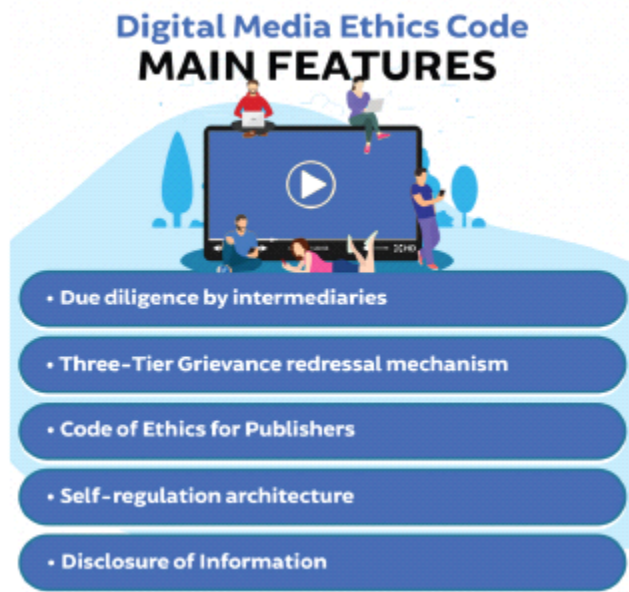 Digital Media Ethics Code
MAIN FEATURES
HD
• Due diligence by intermediaries
• Three-Tier Grievance redressal mechanism
• Code of Ethics for Publishers
• Self-regulation architecture
• Disclosure of Information